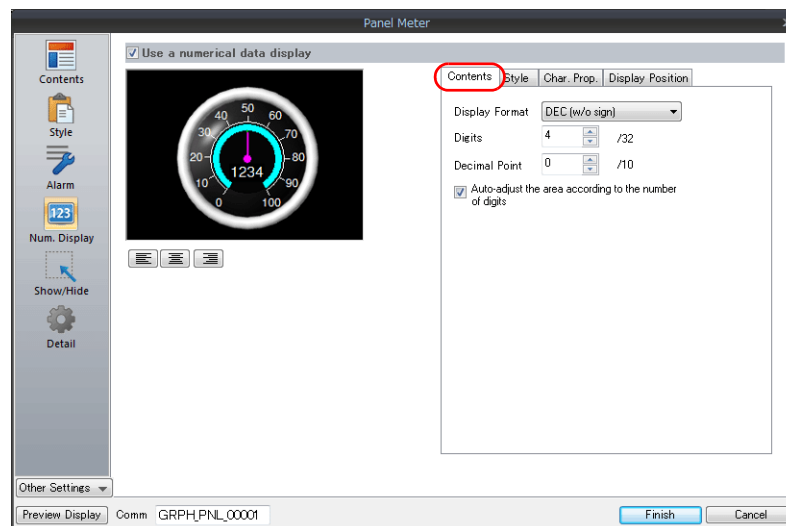 Panel Meter
Contents
Style
Alarm
123
Num. Display
Show/Hide
Detail
Other Settings
Use a numerical data display
50
40 60
30 70
20 80
1234
10 90
0 100
Contents Style Char. Prop. Display Position
Display Format DEC (w/o sign)
Digits 4 /32
Decimal Point 0 /10
Auto-adjust the area according to the number
of digits
Preview Display Comm GRPH_PNL_00001 Finish Cancel